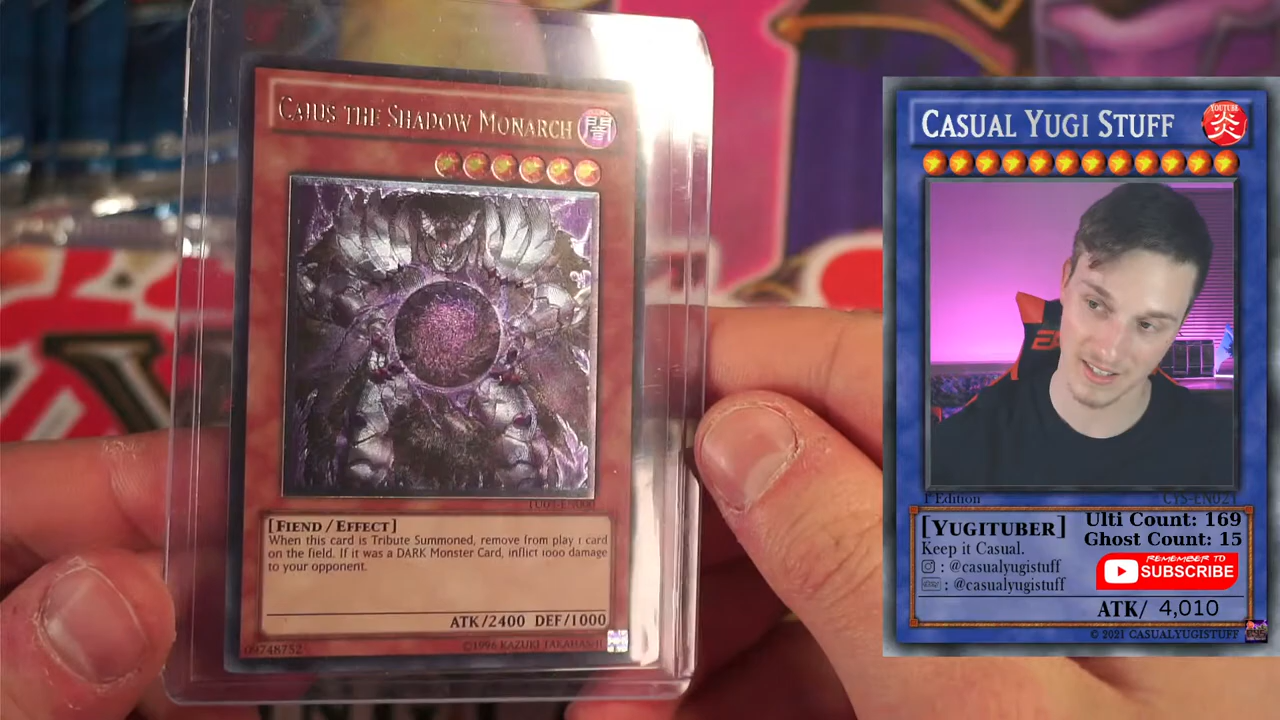 CAIUS THE SHADOW MONARCH
闇
[FIEND/EFFECT]
When this card is Tribute Summoned, remove from play 1 card
on the field. If it was a DARK Monster Card, inflict 1000 damage
to your opponent.
ATK/2400 DEF/1000
09748752
©1996 KAZUKI TAKAHASHI
CASUAL YUGI STUFF
YOUTUBE
炎
1st Edition
CYS-EN021
[YUGITUBER]
Keep it Casual.
: @casualyugistuff
: @casualyugistuff
Ulti Count: 169
Ghost Count: 15
REMEMBER TO
SUBSCRIBE
ATK/ 4,010
© 2021 CASUALYUGISTUFF